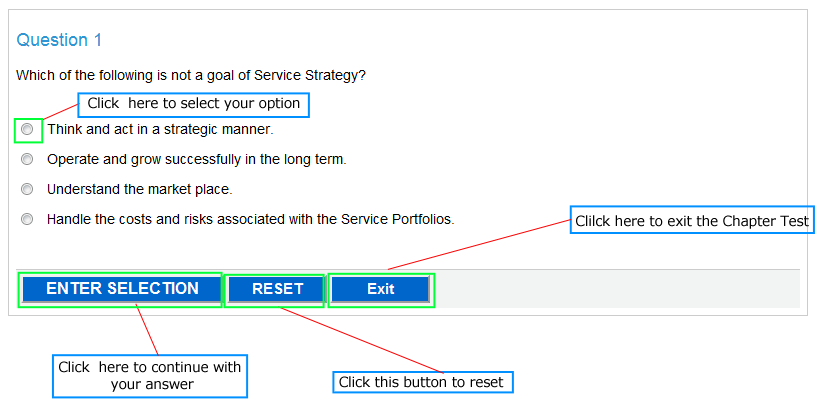 Question 1
Which of the following is not a goal of Service Strategy?
Click here to select your option
Think and act in a strategic manner.
Operate and grow successfully in the long term.
Understand the market place.
Handle the costs and risks associated with the Service Portfolios.
Clilck here to exit the Chapter Test
ENTER SELECTION
RESET
Exit
Click here to continue with
your answer
Click this button to reset